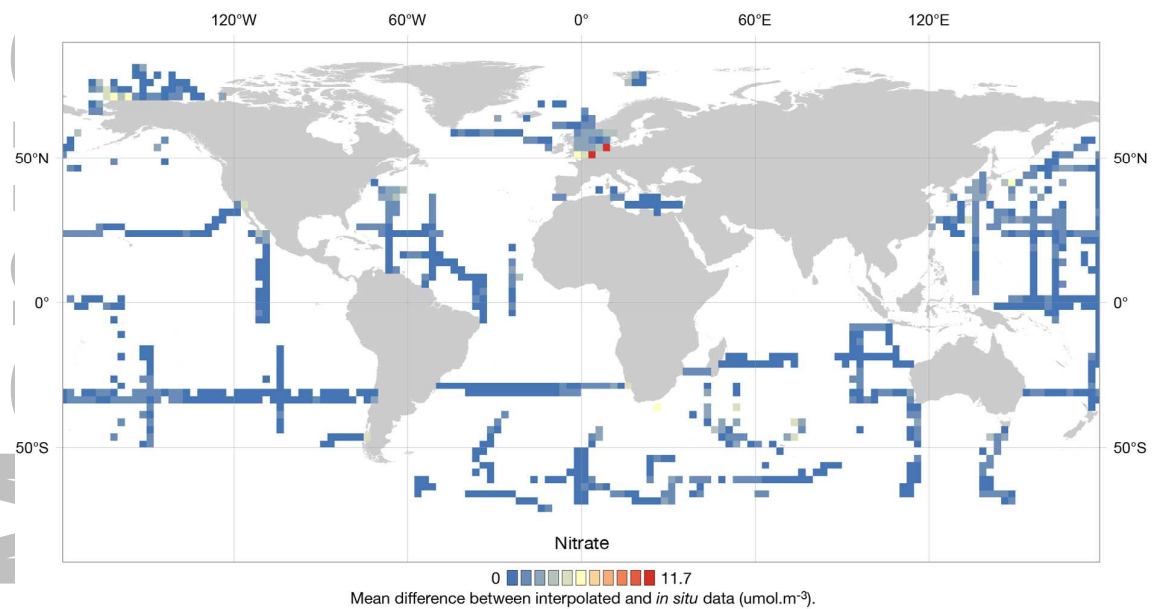 120°W 60°W 0° 60°E 120°E
50°N 50°N
0° 0°
50°S 50°S
Nitrate
0 11.7
Mean difference between interpolated and in situ data (umol.m-3).